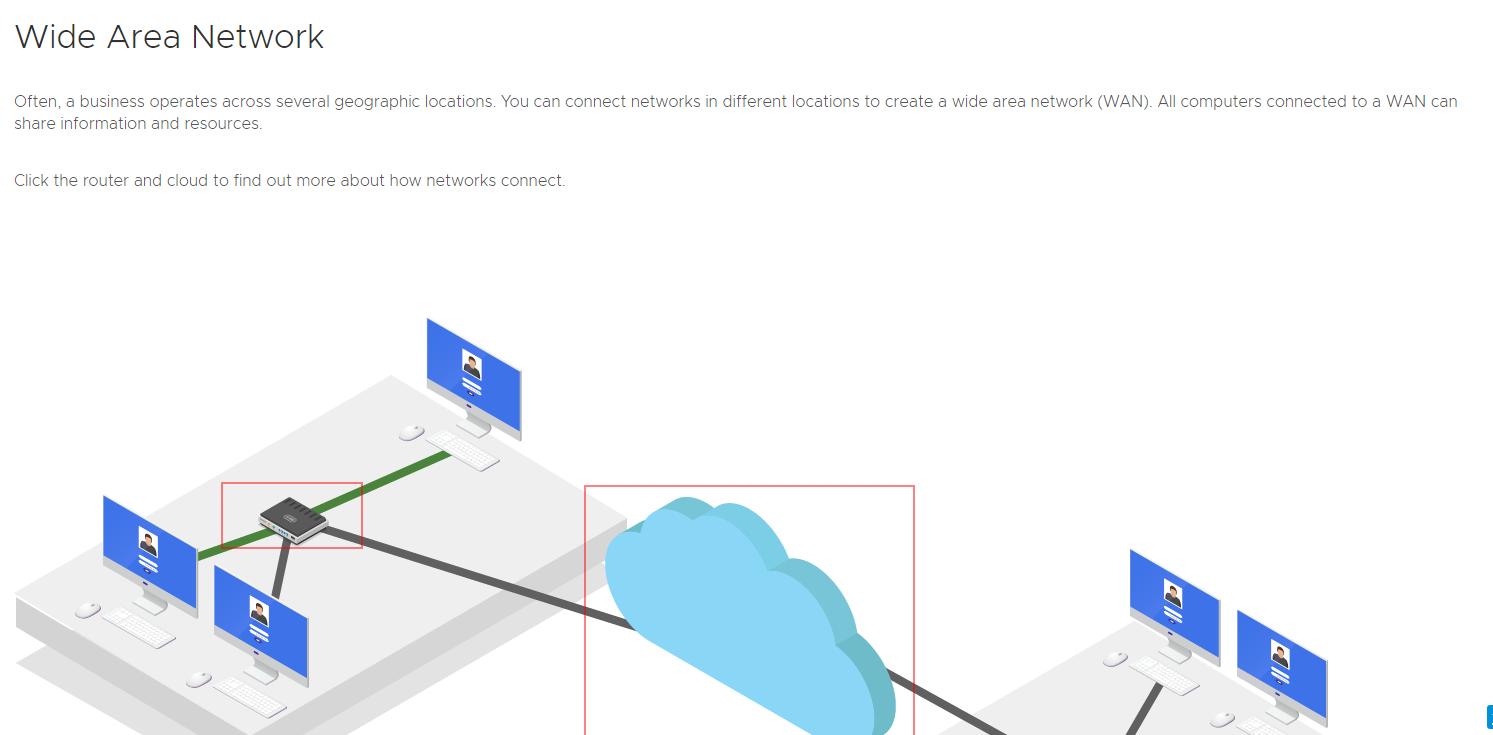 Wide Area Network
Often, a business operates across several geographic locations. You can connect networks in different locations to create a wide area network (WAN). All computers connected to a WAN can
share information and resources.
Click the router and cloud to find out more about how networks connect.